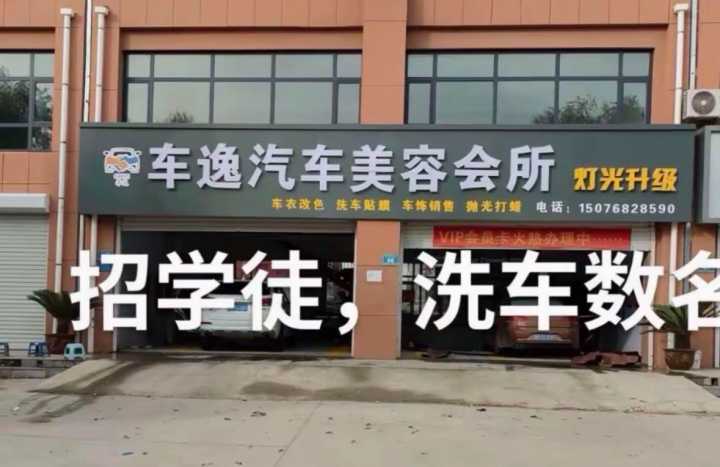 车逸汽车美容会所
灯光升级
车衣改色 洗车贴膜 车饰销售 抛光打蜡 电话：15076828590
VIP会员卡火热办理中······
招学徒，洗车数名